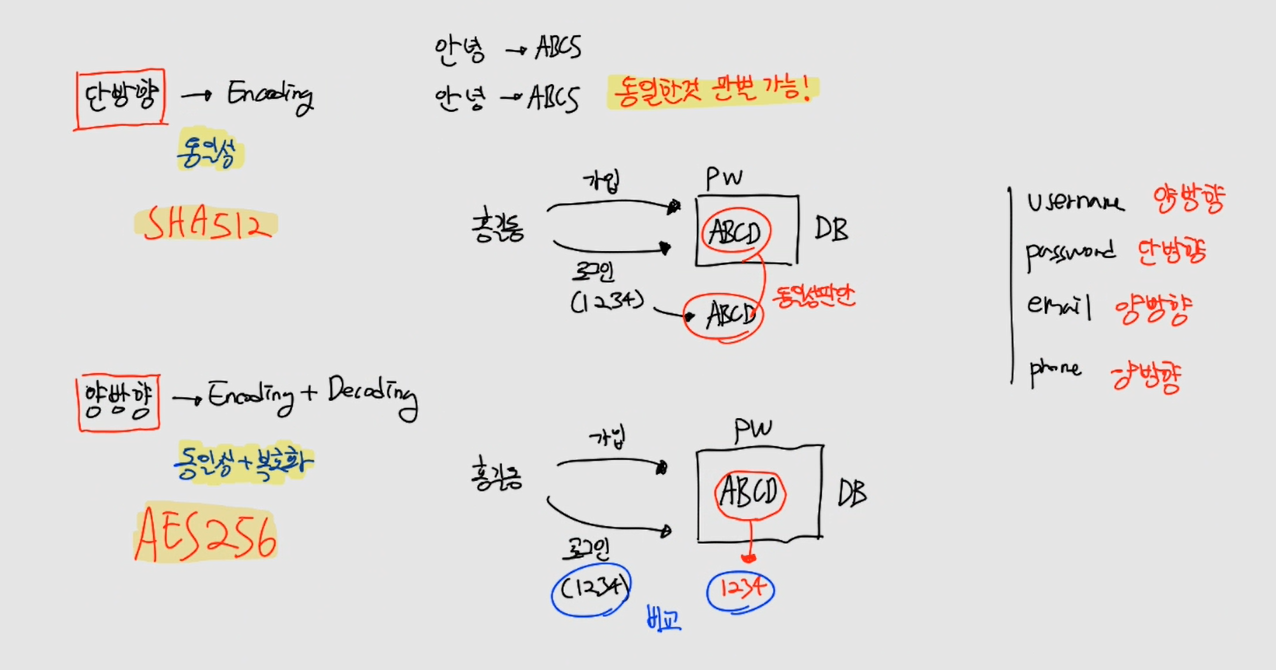 안녕 → ABC5
단방향 → Encoding
안녕 → ABC5 동일한것 판별 가능!
동일성
SHA512
가입
PW
홍길동
ABCD
DB
로그인
(1234)
ABCD
동일성판단
username 양방향
password 단방향
email 양방향
phone 양방향
양방향 → Encoding + Decoding
동일성+복호화
AES256
가입
PW
홍길동
ABCD
DB
로그인
(1234)
1234
비교